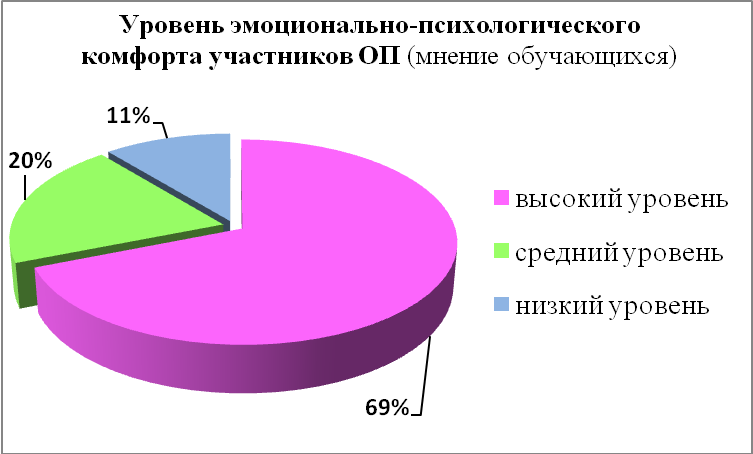 Уровень эмоционально-психологического
комфорта участников ОП (мнение обучающихся)
11%
20%
высокий уровень
средний уровень
низкий уровень
69%